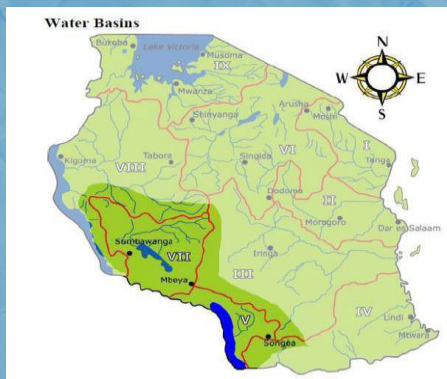 Water Basins
N
W E
S
Bukoba
Lake victoria
Musoma
IX
Mwanza
Arusha
Moshi
Shinyanga
I
VI
Kigoma
Tabora
Singida
Tanga
VIII
Dodoma
II
Morogoro
Dar es Salaam
Sumbawanga
VII
Iringa
III
Mbeya
IV
V
Lindi
Songea
Mtwara